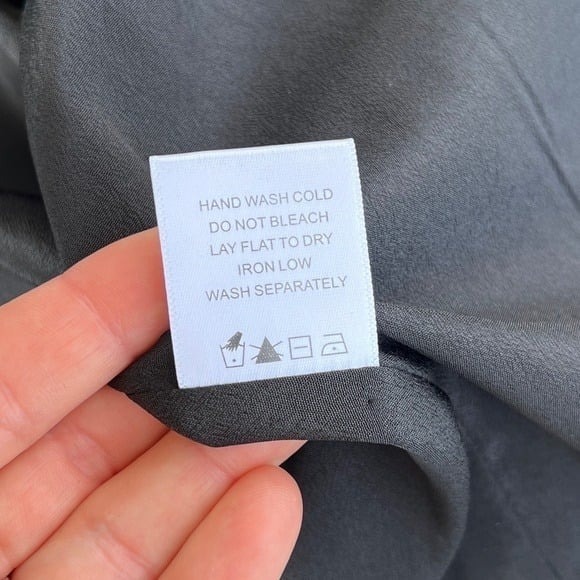 HAND WASH COLD
DO NOT BLEACH
LAY FLAT TO DRY
IRON LOW
WASH SEPARATELY